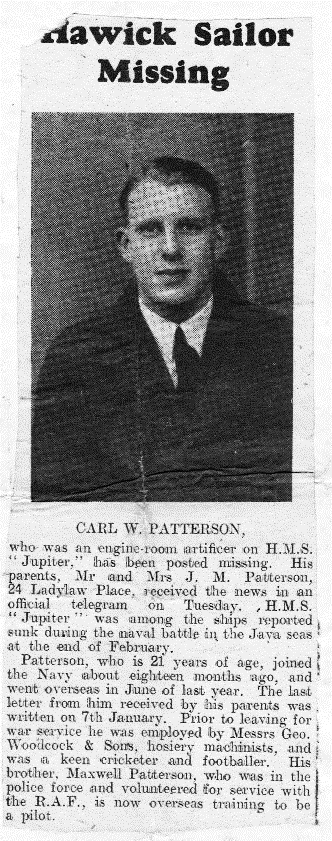 Hawick Sailor
Missing
CARL W. PATTERSON,
who was an engine-room artificer on H.M.S.
"Jupiter," has been posted missing. His
parents, Mr and Mrs J. M. Patterson,
24 Ladylaw Place, received the news in an
official telegram on Tuesday. H.M.S.
"Jupiter" was among the ships reported
sunk during the naval battle in the Java seas
at the end of February.
Patterson, who is 21 years of age, joined
the Navy about eighteen months ago, and
went overseas in June of last year. The last
letter from him received by his parents was
written on 7th January. Prior to leaving for
war service he was employed by Messrs Geo.
Woodcock & Sons, hosiery machinists, and
was a keen cricketer and footballer. His
brother, Maxwell Patterson, who was in the
police force and volunteered for service with
the R.A.F., is now overseas training to be
a pilot.